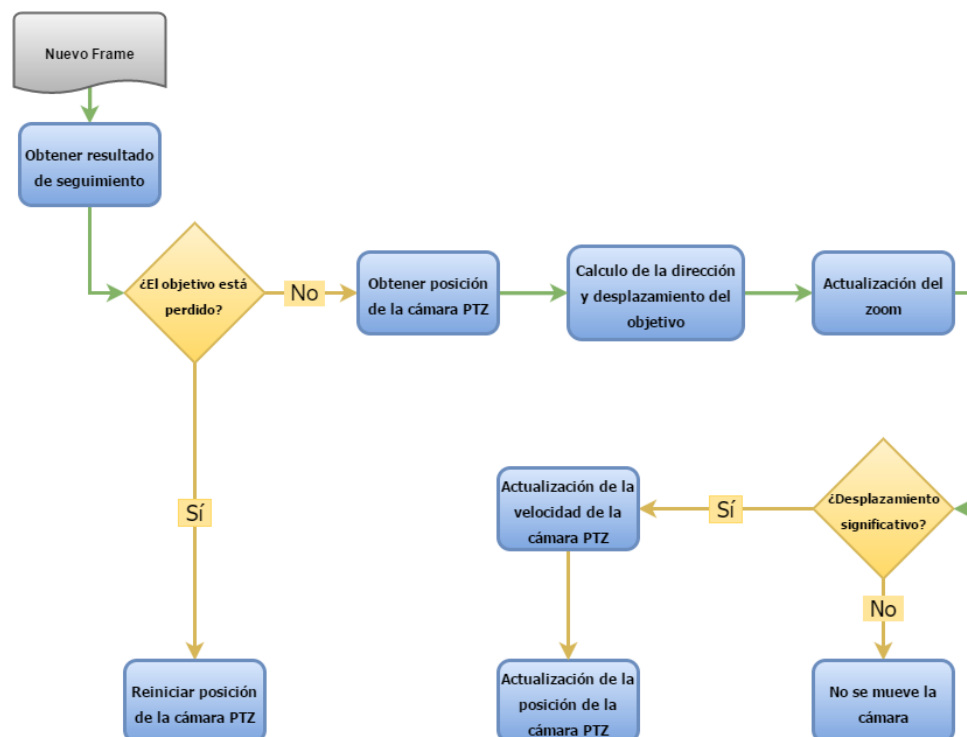 Nuevo Frame
Obtener resultado
de seguimiento
¿El objetivo está
perdido?
No
Obtener posición
de la cámara PTZ
Calculo de la dirección
y desplazamiento del
objetivo
Actualización del
zoom
¿Desplazamiento
significativo?
Sí
Actualización de la
velocidad de la
cámara PTZ
Sí
No
Reiniciar posición
de la cámara PTZ
Actualización de la
posición de la
cámara PTZ
No se mueve la
cámara